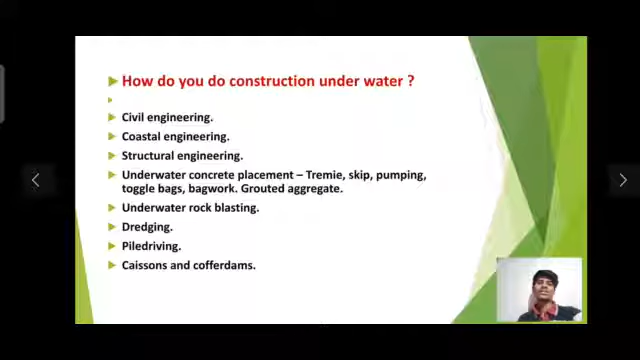 How do you do construction under water ?
Civil engineering.
Coastal engineering.
Structural engineering.
Underwater concrete placement – Tremie, skip, pumping,
toggle bags, bagwork. Grouted aggregate.
Underwater rock blasting.
Dredging.
Piledriving.
Caissons and cofferdams.